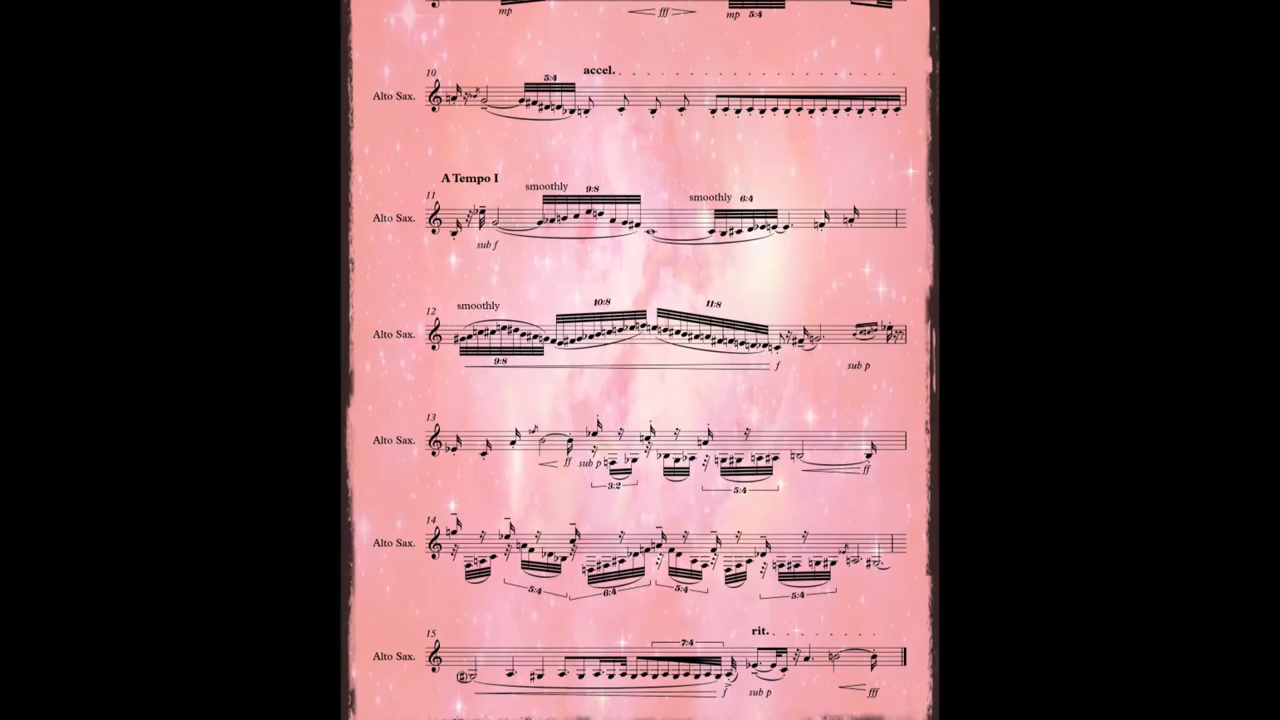 mp fff mp 5:4
accel.
10 5:4
Alto Sax.
A Tempo I
smoothly 9:8 smoothly 6:4
11
Alto Sax.
sub f
smoothly 10:8 11:8
12
Alto Sax.
9:8 f sub p
13
Alto Sax.
ff sub p ff
3:2 5:4
14
Alto Sax.
5:4 6:4 5:4 5:4
rit.
15 7:4
Alto Sax.
f sub p fff